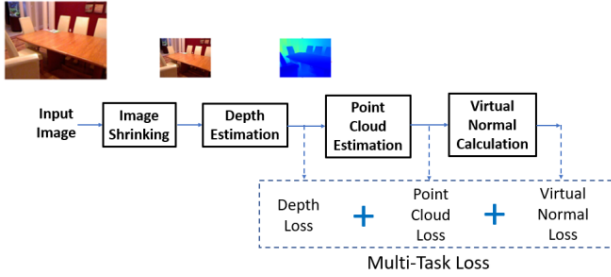 Input
Image
Image
Shrinking
Depth
Estimation
Point
Cloud
Estimation
Virtual
Normal
Calculation
Depth
Loss
+
Point
Cloud
Loss
+
Virtual
Normal
Loss
Multi-Task Loss